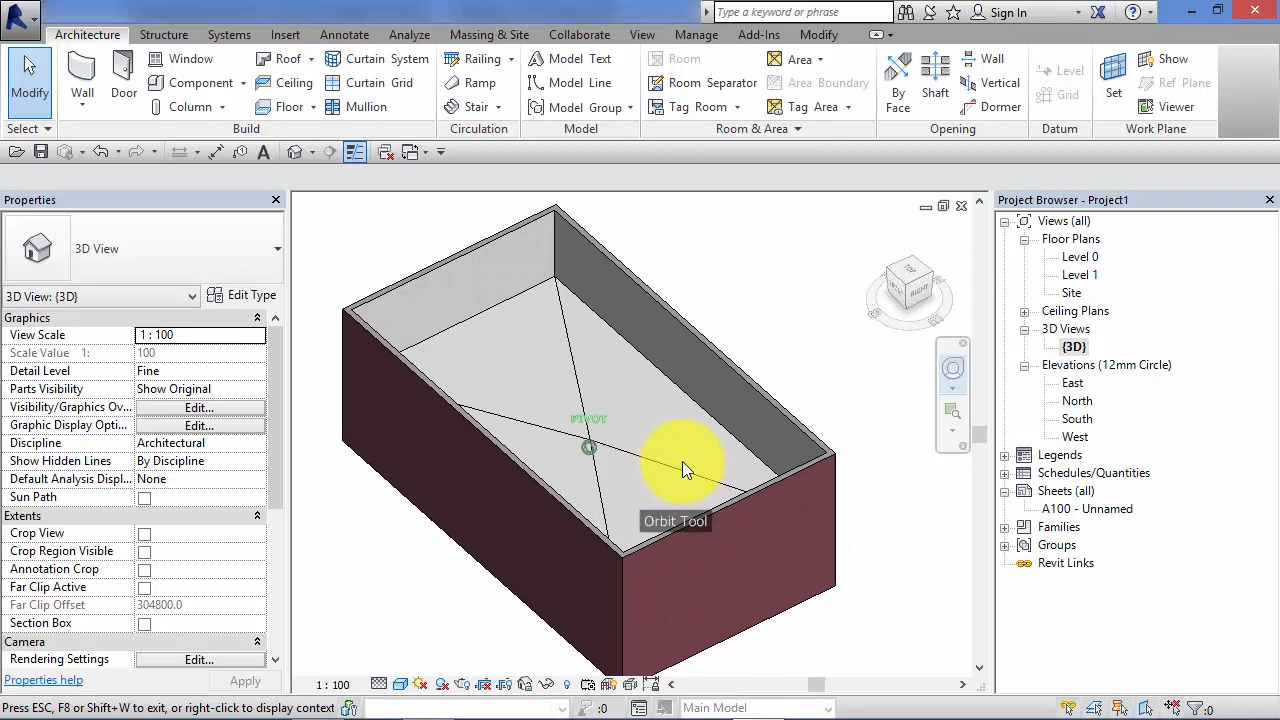 Type a keyword or phrase
Sign In
Architecture Structure Systems Insert Annotate Analyze Massing & Site Collaborate View Manage Add-Ins Modify
Modify
Select
Wall
Door
Window
Component
Column
Roof
Ceiling
Floor
Curtain System
Curtain Grid
Mullion
Build
Railing
Ramp
Stair
Circulation
Model Text
Model Line
Model Group
Model
Room
Room Separator
Tag Room
Area
Area Boundary
Tag Area
Room & Area
By
Face
Shaft
Wall
Vertical
Dormer
Opening
Level
Grid
Datum
Set
Show
Ref Plane
Viewer
Work Plane
Properties
3D View
3D View: {3D}
Edit Type
Graphics
View Scale 1 : 100
Scale Value 1: 100
Detail Level Fine
Parts Visibility Show Original
Visibility/Graphics Ov... Edit...
Graphic Display Opti... Edit...
Discipline Architectural
Show Hidden Lines By Discipline
Default Analysis Displ... None
Sun Path
Extents
Crop View
Crop Region Visible
Annotation Crop
Far Clip Active
Far Clip Offset 304800.0
Section Box
Camera
Rendering Settings Edit...
Properties help
Apply
PIVOT
Orbit Tool
RIGHT
1 : 100
Project Browser - Project1
Views (all)
Floor Plans
Level 0
Level 1
Site
Ceiling Plans
3D Views
{3D}
Elevations (12mm Circle)
East
North
South
West
Legends
Schedules/Quantities
Sheets (all)
A100 - Unnamed
Families
Groups
Revit Links
Press ESC, F8 or Shift+W to exit, or right-click to display context
:0
Main Model
:0